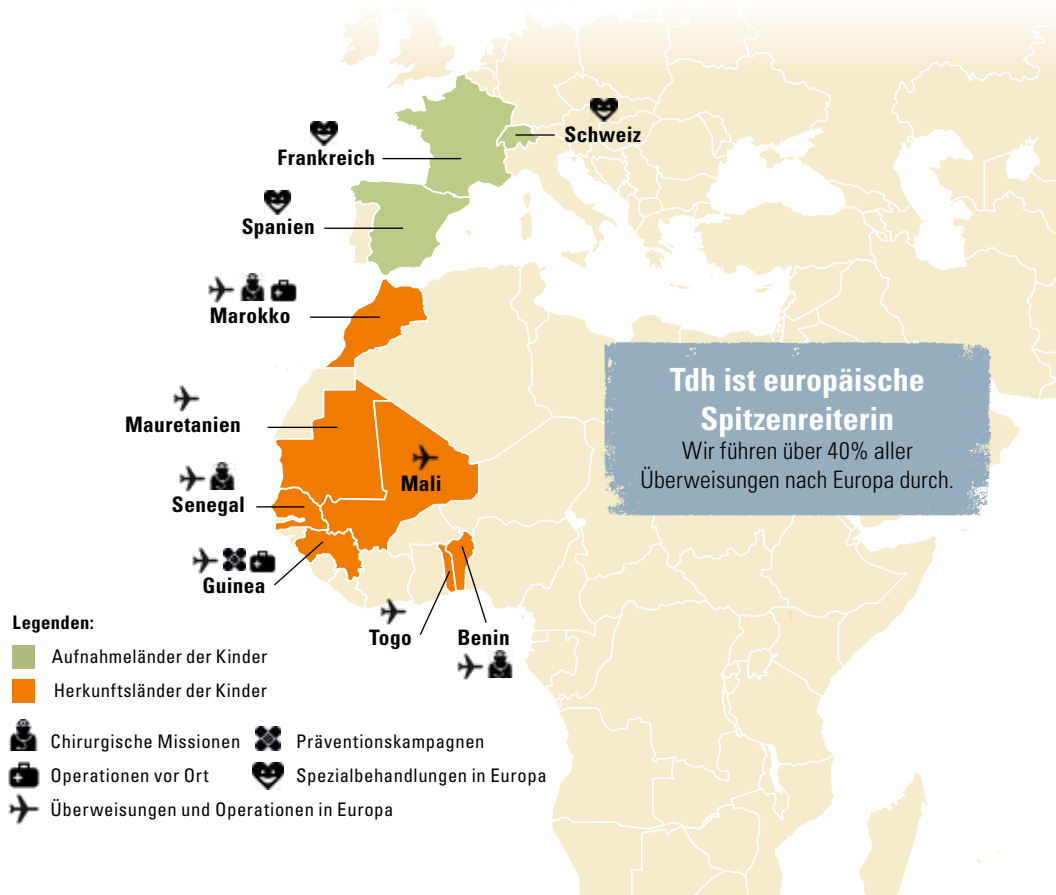 Schweiz
Frankreich
Spanien
Marokko
Tdh ist europäische
Spitzenreiterin
Wir führen über 40% aller
Überweisungen nach Europa durch.
Mauretanien
Mali
Senegal
Guinea
Togo
Benin
Legenden:
Aufnahmeländer der Kinder
Herkunftsländer der Kinder
Chirurgische Missionen
Präventionskampagnen
Operationen vor Ort
Spezialbehandlungen in Europa
Überweisungen und Operationen in Europa